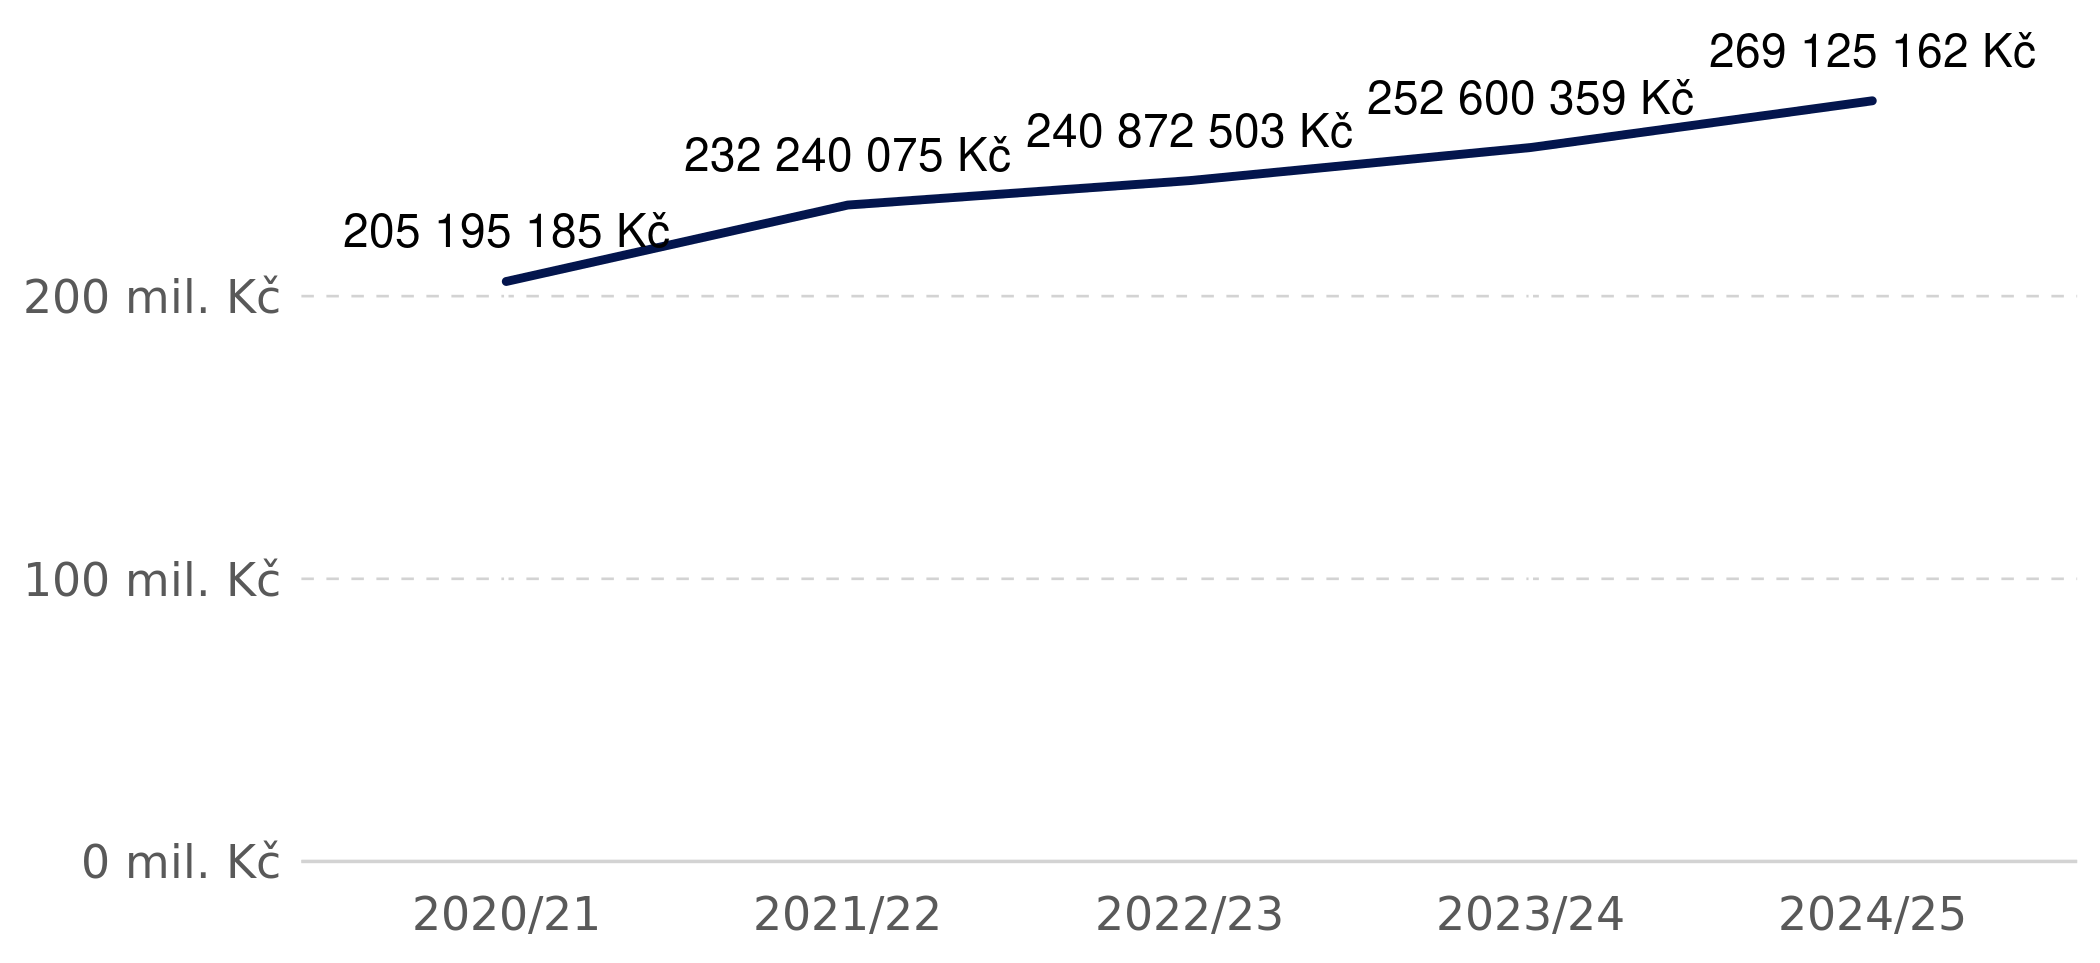 269 125 162 Kč
252 600 359 Kč
240 872 503 Kč
232 240 075 Kč
205 195 185 Kč
200 mil. Kč
100 mil. Kč
0 mil. Kč
2020/21 2021/22 2022/23 2023/24 2024/25